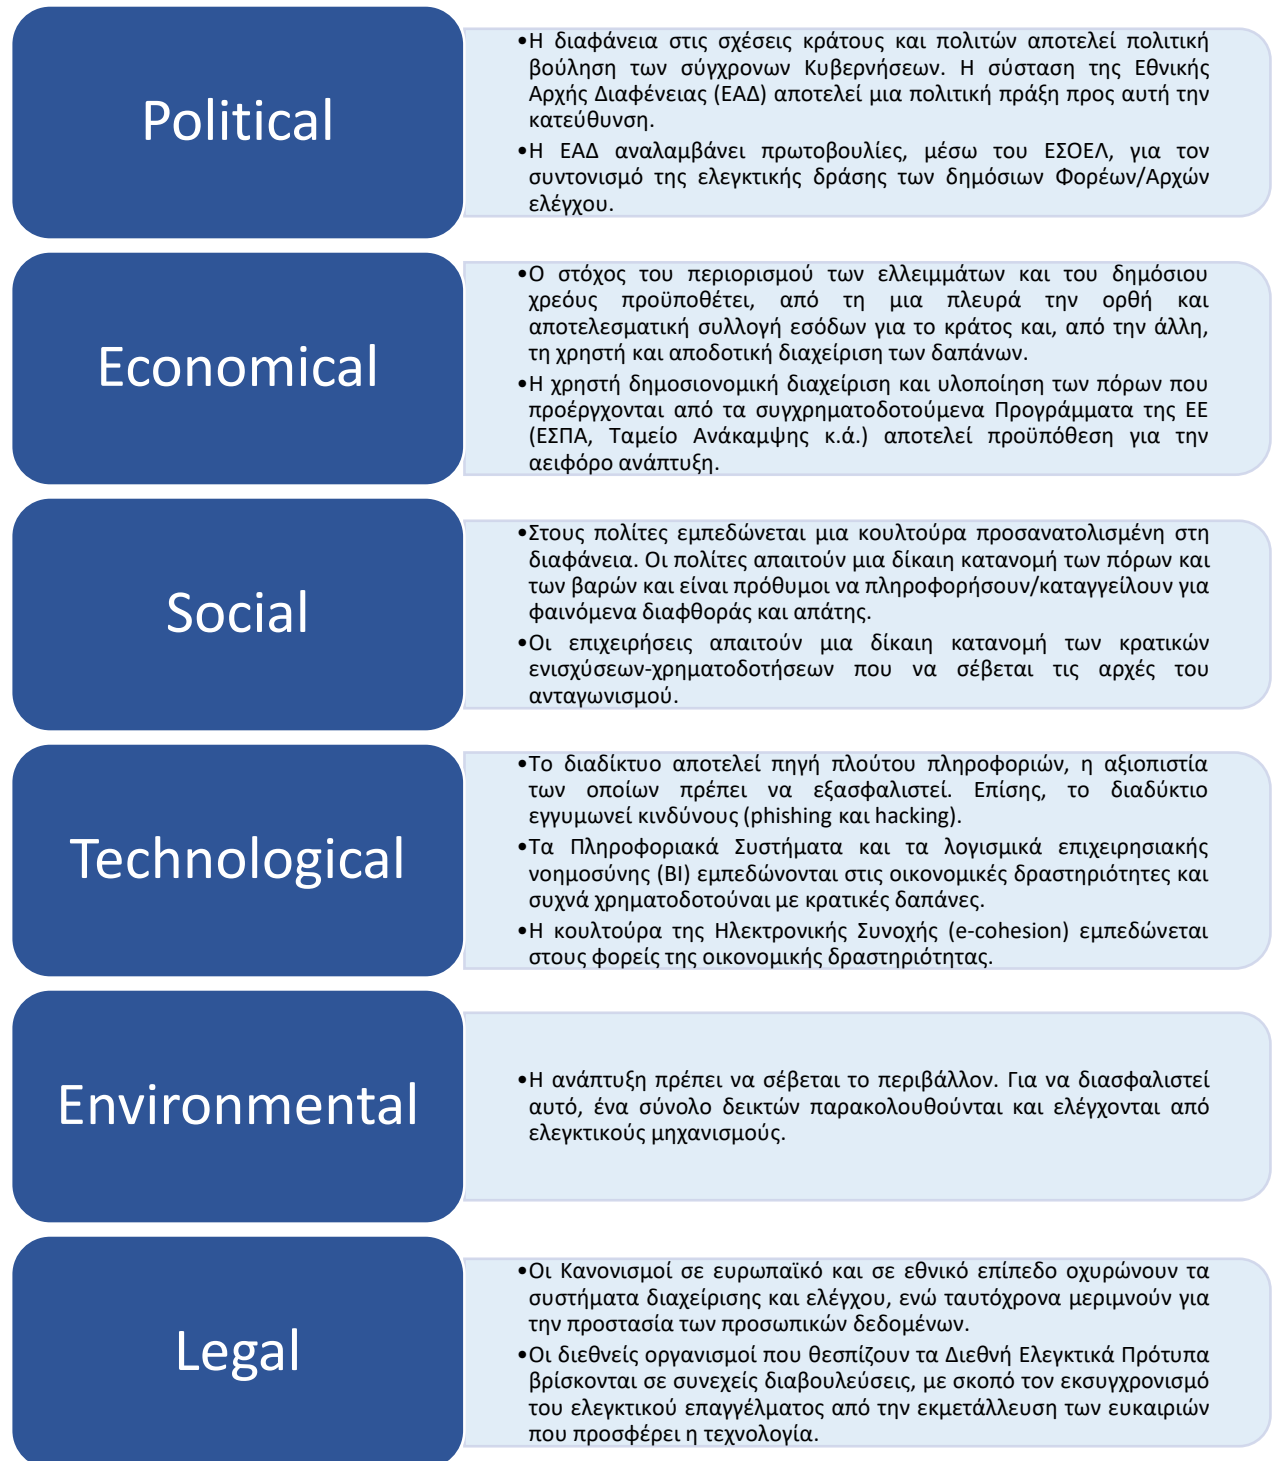 Political
•Η διαφάνεια στις σχέσεις κράτους και πολιτών αποτελεί πολιτική
βούληση των σύγχρονων Κυβερνήσεων. Η σύσταση της Εθνικής
Αρχής Διαφένειας (ΕΑΔ) αποτελεί μια πολιτική πράξη προς αυτή την
κατεύθυνση.
•Η ΕΑΔ αναλαμβάνει πρωτοβουλίες, μέσω του ΕΣΟΕΛ, για τον
συντονισμό της ελεγκτικής δράσης των δημόσιων Φορέων/Αρχών
ελέγχου.
Economical
•Ο στόχος του περιορισμού των ελλειμμάτων και του δημόσιου
χρεόυς προϋποθέτει, από τη μια πλευρά την ορθή και
αποτελεσματική συλλογή εσόδων για το κράτος και, από την άλλη,
τη χρηστή και αποδοτική διαχείριση των δαπάνων.
•Η χρηστή δημοσιονομική διαχείριση και υλοποίηση των πόρων που
προέργχονται από τα συγχρηματοδοτούμενα Προγράμματα της ΕΕ
(ΕΣΠΑ, Ταμείο Ανάκαμψης κ.ά.) αποτελεί προϋπόθεση για την
αειφόρο ανάπτυξη.
Social
•Στους πολίτες εμπεδώνεται μια κουλτούρα προσανατολισμένη στη
διαφάνεια. Οι πολίτες απαιτούν μια δίκαιη κατανομή των πόρων και
των βαρών και είναι πρόθυμοι να πληροφορήσουν/καταγγείλουν για
φαινόμενα διαφθοράς και απάτης.
•Οι επιχειρήσεις απαιτούν μια δίκαιη κατανομή των κρατικών
ενισχύσεων-χρηματοδοτήσεων που να σέβεται τις αρχές του
ανταγωνισμού.
Technological
•Το διαδίκτυο αποτελεί πηγή πλούτου πληροφοριών, η αξιοπιστία
των οποίων πρέπει να εξασφαλιστεί. Επίσης, το διαδύκτιο
εγγυμωνεί κινδύνους (phishing και hacking).
•Τα Πληροφοριακά Συστήματα και τα λογισμικά επιχειρησιακής
νοημοσύνης (BI) εμπεδώνονται στις οικονομικές δραστηριότητες και
συχνά χρηματοδοτούναι με κρατικές δαπάνες.
•Η κουλτούρα της Ηλεκτρονικής Συνοχής (e-cohesion) εμπεδώνεται
στους φορείς της οικονομικής δραστηριότητας.
Environmental
•Η ανάπτυξη πρέπει να σέβεται το περιβάλλον. Για να διασφαλιστεί
αυτό, ένα σύνολο δεικτών παρακολουθούνται και ελέγχονται από
ελεγκτικούς μηχανισμούς.
Legal
•Οι Κανονισμοί σε ευρωπαϊκό και σε εθνικό επίπεδο οχυρώνουν τα
συστήματα διαχείρισης και ελέγχου, ενώ ταυτόχρονα μεριμνούν για
την προστασία των προσωπικών δεδομένων.
•Οι διεθνείς οργανισμοί που θεσπίζουν τα Διεθνή Ελεγκτικά Πρότυπα
βρίσκονται σε συνεχείς διαβουλεύσεις, με σκοπό τον εκσυγχρονισμό
του ελεγκτικού επαγγέλματος από την εκμετάλλευση των ευκαιριών
που προσφέρει η τεχνολογία.